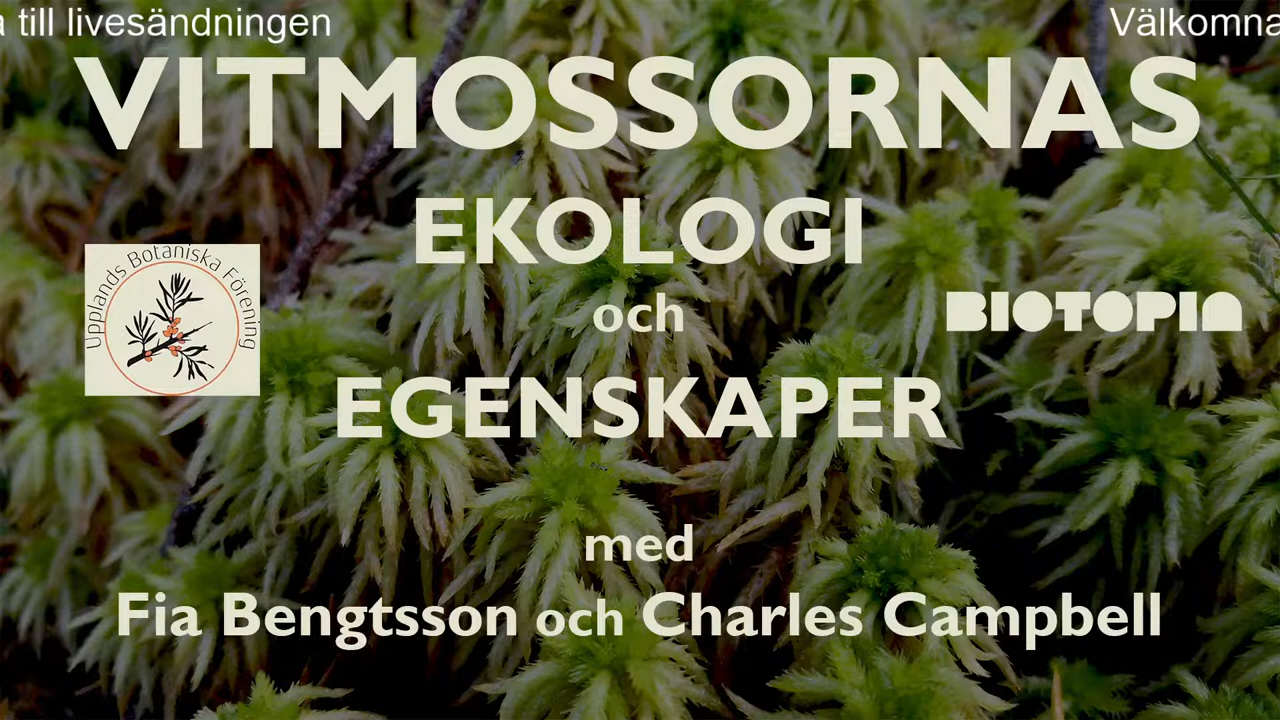 a till livesändningen
Välkomna
VITMOSSORNAS
EKOLOGI
och
EGENSKAPER
Upplands Botaniska Förening
BIOTOPIA
med
Fia Bengtsson och Charles Campbell